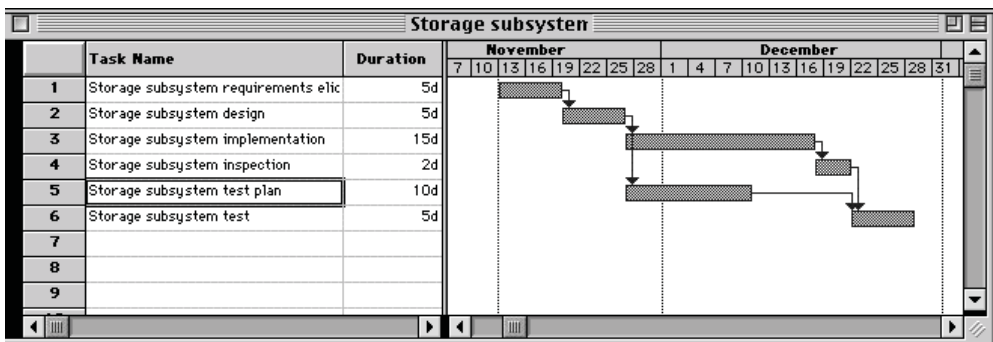 Storage subsysten
Task Name Duration
November December
7 10 13 16 19 22 25 28 1 4 7 10 13 16 19 22 25 28 31
1 Storage subsystem requirements elic 5d
2 Storage subsystem design 5d
3 Storage subsystem implementation 15d
4 Storage subsystem inspection 2d
5 Storage subsystem test plan 10d
6 Storage subsystem test 5d
7
8
9